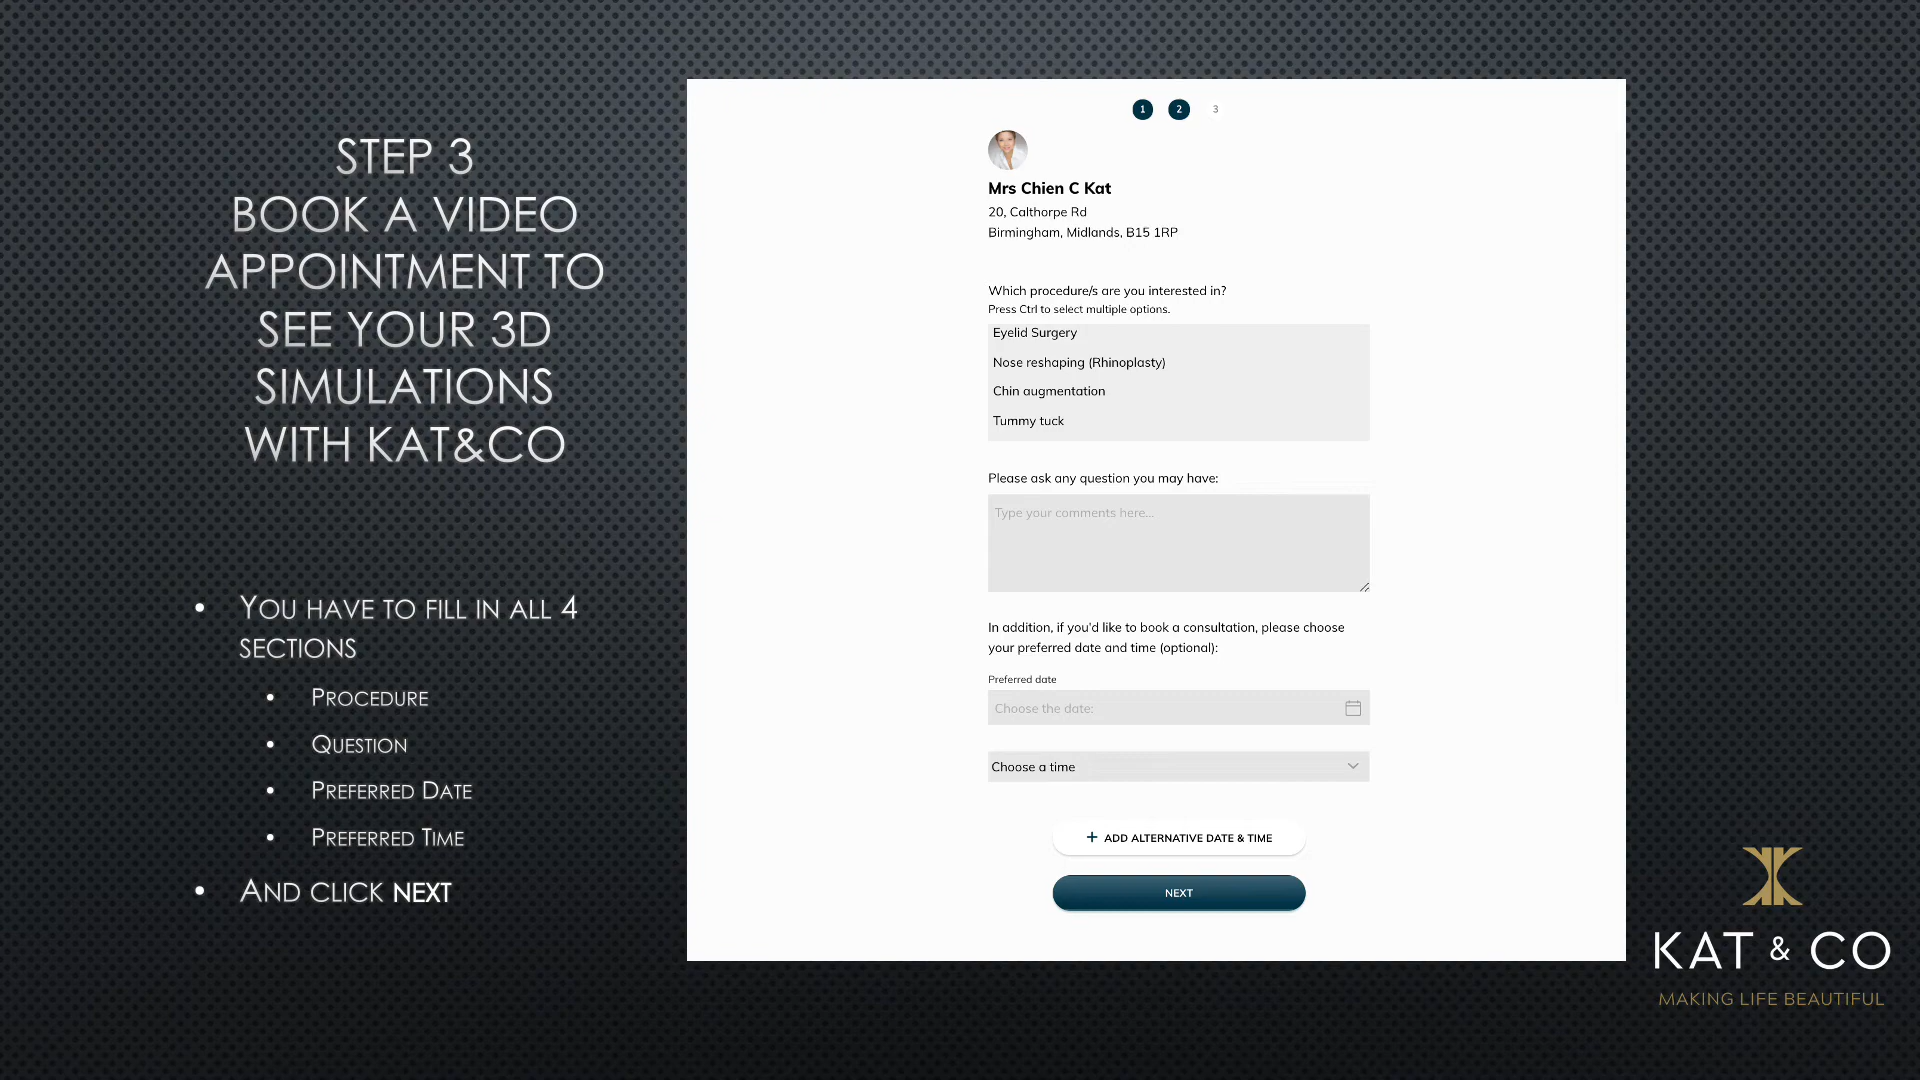 STEP 3
BOOK A VIDEO
APPOINTMENT TO
SEE YOUR 3D
SIMULATIONS
WITH KAT&CO
• YOU HAVE TO FILL IN ALL 4
SECTIONS
• PROCEDURE
• QUESTION
• PREFERRED DATE
• PREFERRED TIME
• AND CLICK NEXT
1 2 3
Mrs Chien C Kat
20, Calthorpe Rd
Birmingham, Midlands, B15 1RP
Which procedure/s are you interested in?
Press Ctrl to select multiple options.
Eyelid Surgery
Nose reshaping (Rhinoplasty)
Chin augmentation
Tummy tuck
Please ask any question you may have:
Type your comments here...
In addition, if you'd like to book a consultation, please choose
your preferred date and time (optional):
Preferred date
Choose the date:
Choose a time
+ ADD ALTERNATIVE DATE & TIME
NEXT
KAT & CO
MAKING LIFE BEAUTIFUL